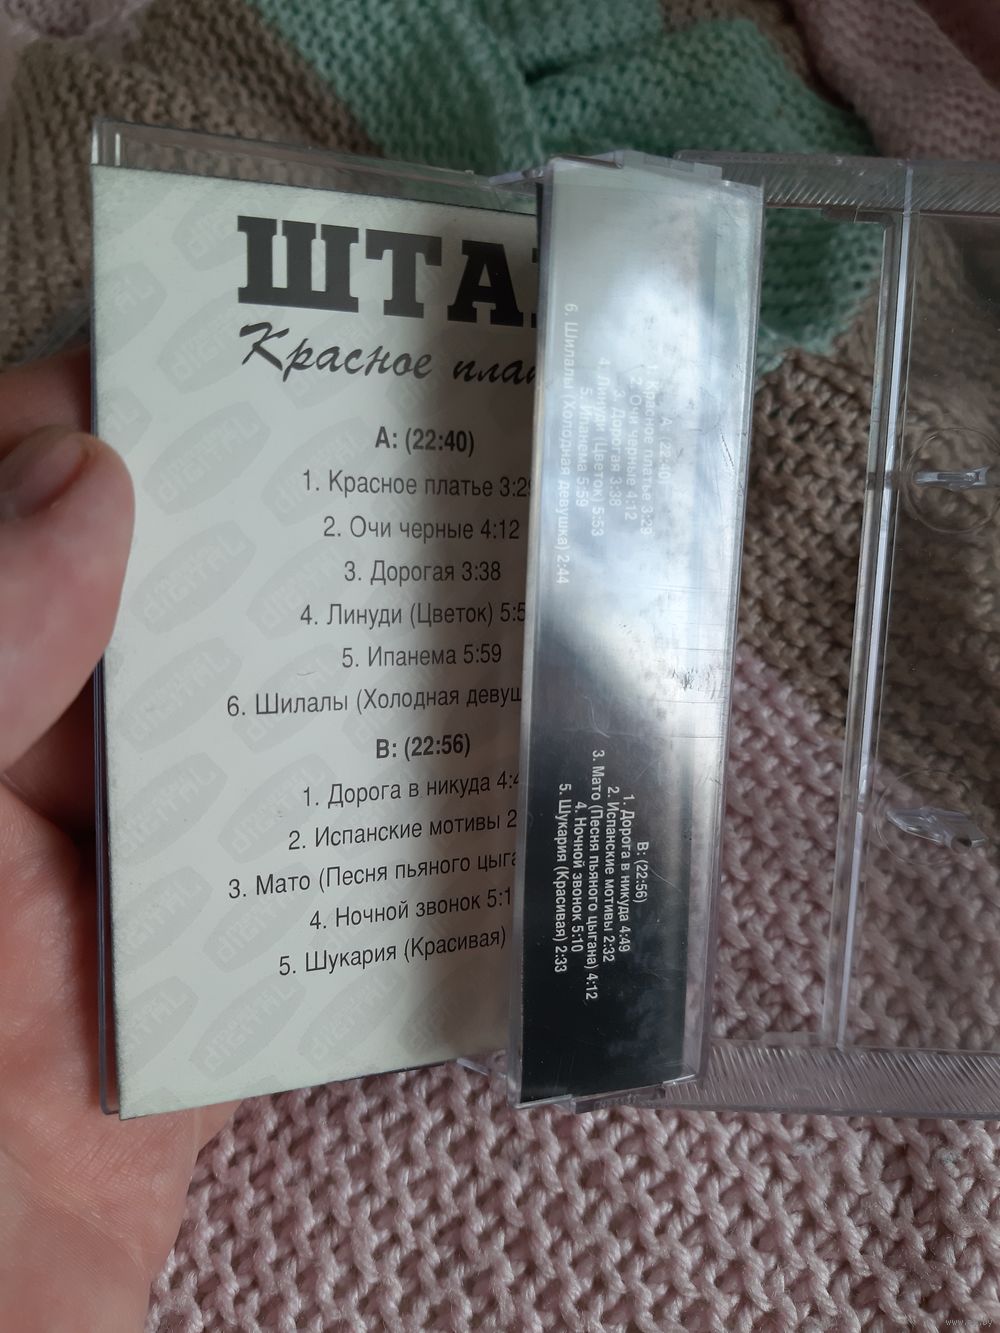 ШТА
Красное пла
A: (22:40)
1. Красное платье 3:29
2. Очи черные 4:12
3. Дорогая 3:38
4. Линуди (Цветок) 5:5
5. Ипанема 5:59
6. Шилалы (Холодная девуш
B: (22:56)
1. Дорога в никуда 4:4
2. Испанские мотивы 2
3. Мато (Песня пьяного цыга
4. Ночной звонок 5:1
5. Шукария (Красивая)
A: (22:40)
1. Красное платье 3:29
2. Очи черные 4:12
3. Дорогая 3:38
4. Линуди (Цветок) 5:53
5. Ипанема 5:59
6. Шилалы (Холодная девушка) 2:44
B: (22:56)
1. Дорога в никуда 4:49
2. Испанские мотивы 2:32
3. Мато (Песня пьяного цыгана) 4:12
4. Ночной звонок 5:10
5. Шукария (Красивая) 2:33
DIGITAL